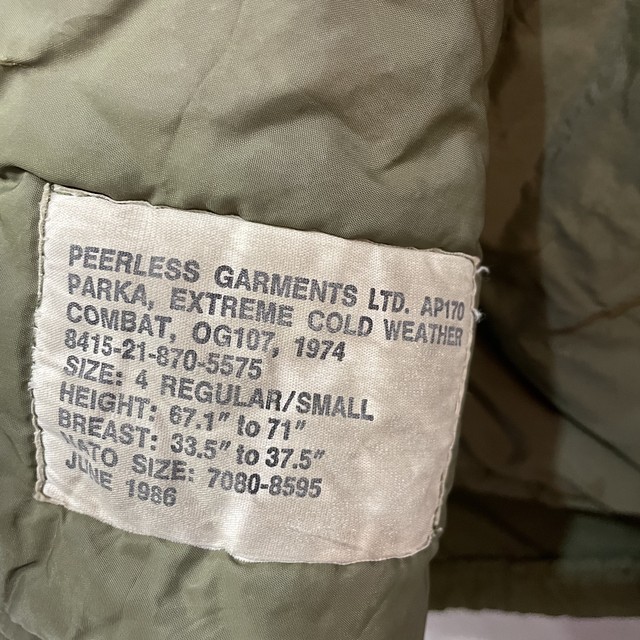 PEERLESS GARMENTS LTD. AP170
PARKA, EXTREME COLD WEATHER
COMBAT, OG107, 1974
8415-21-870-5575
SIZE: 4 REGULAR/SMALL
HEIGHT: 67.1" to 71"
BREAST: 33.5" to 37.5"
NATO SIZE: 7080-8595
JUNE 1986